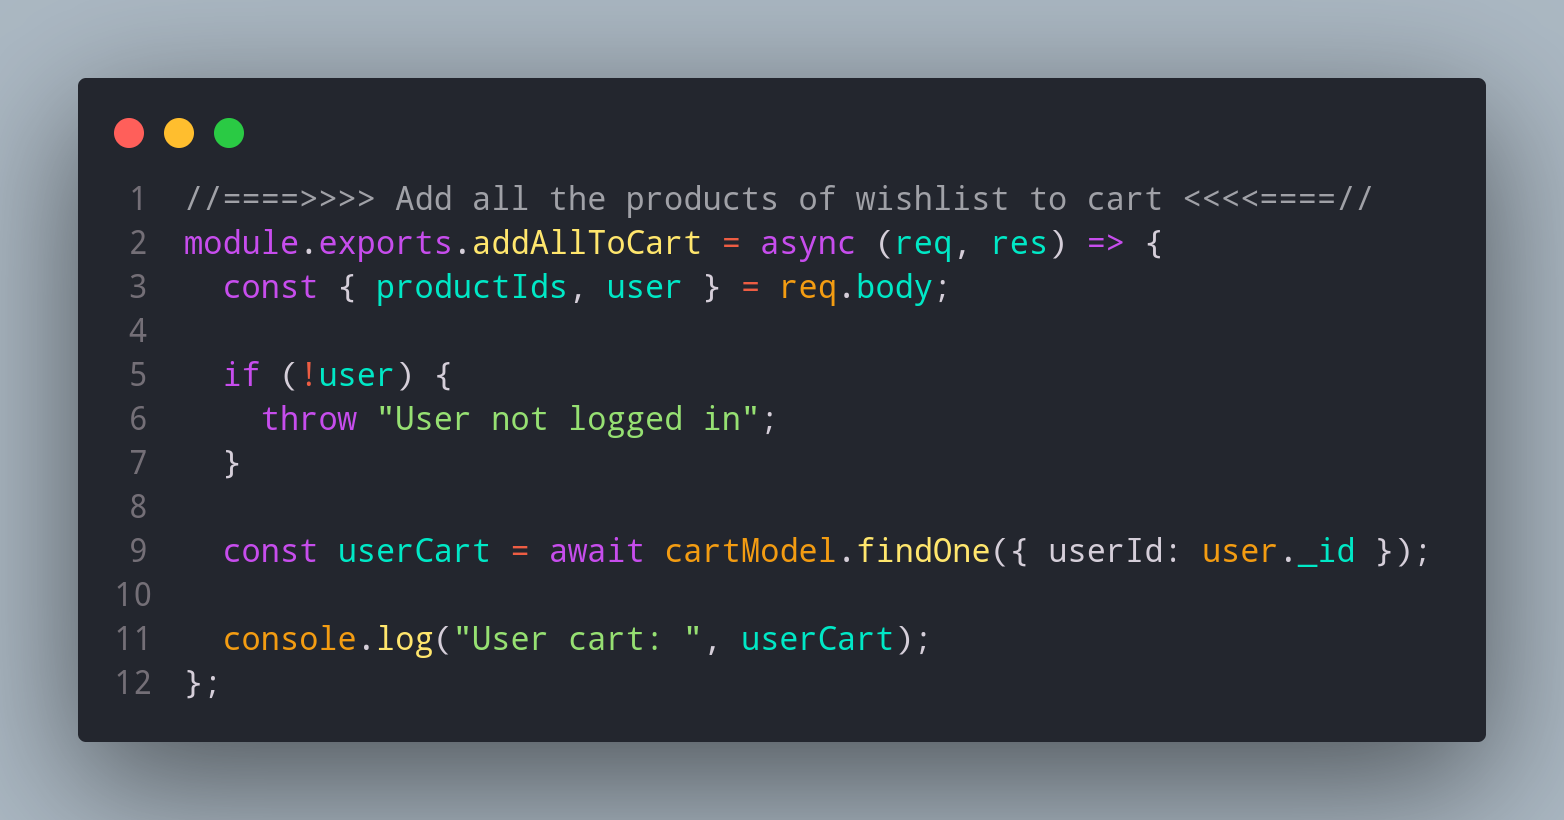 1 //====>>>> Add all the products of wishlist to cart <<<<====//
2 module.exports.addAllToCart = async (req, res) => {
3   const { productIds, user } = req.body;
4
5   if (!user) {
6     throw "User not logged in";
7   }
8
9   const userCart = await cartModel.findOne({ userId: user._id });
10
11   console.log("User cart: ", userCart);
12 };